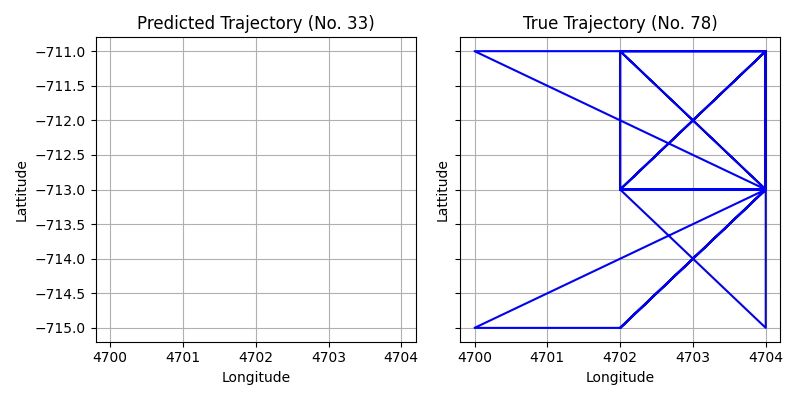 Predicted Trajectory (No. 33)
True Trajectory (No. 78)
−711.0
−711.5
−712.0
−712.5
−713.0
−713.5
−714.0
−714.5
−715.0
Lattitude
Lattitude
4700 4701 4702 4703 4704
4700 4701 4702 4703 4704
Longitude
Longitude